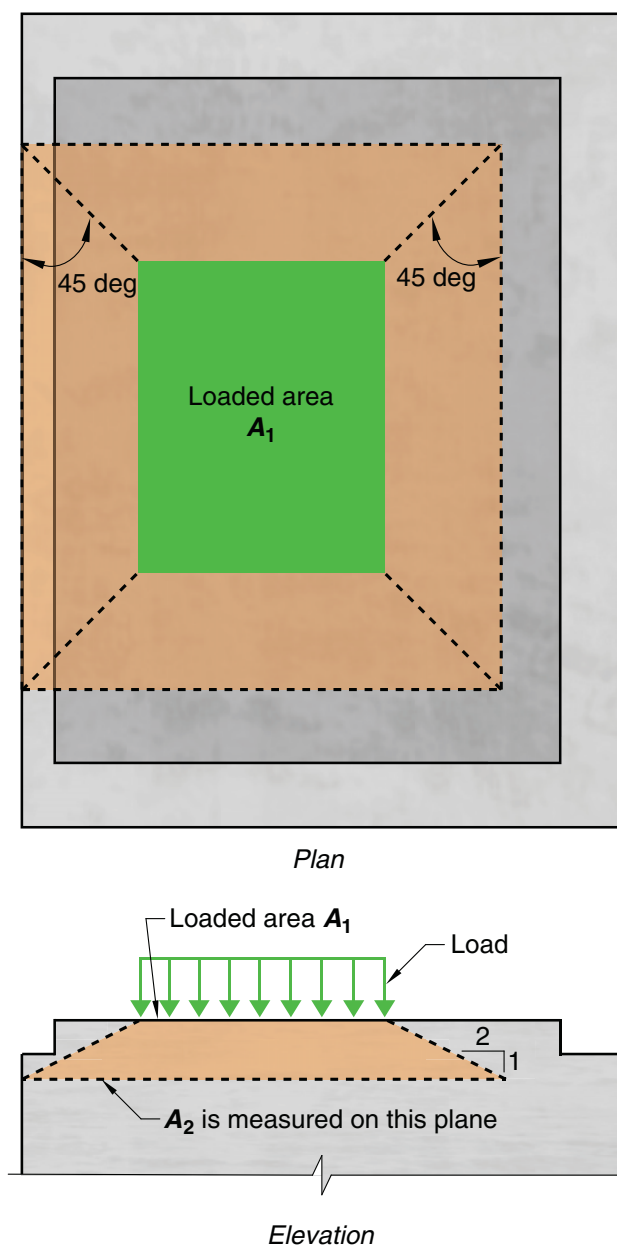 45 deg
45 deg
Loaded area
A1
Plan
Loaded area A1
Load
2
1
A2 is measured on this plane
Elevation